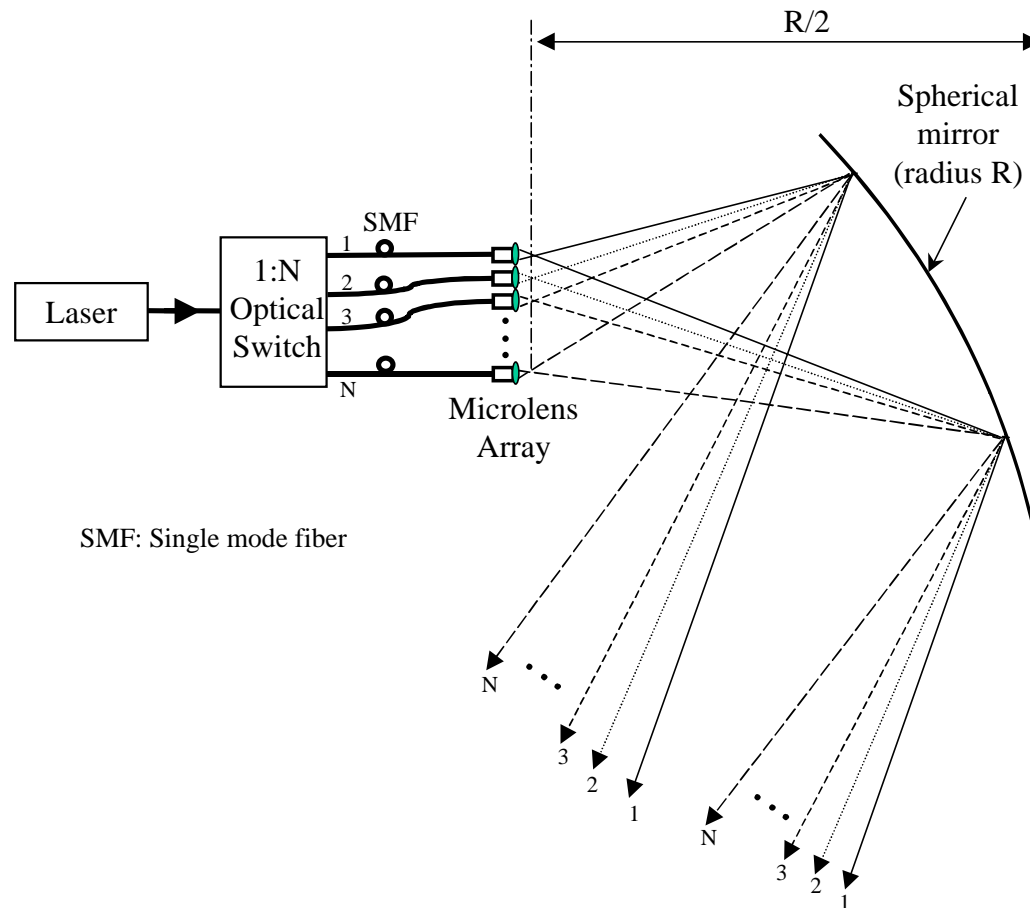 R/2
Spherical
mirror
(radius R)
SMF
1
2
3
N
1:N
Optical
Switch
Laser
Microlens
Array
SMF: Single mode fiber
N
3
2
1
N
3
2
1